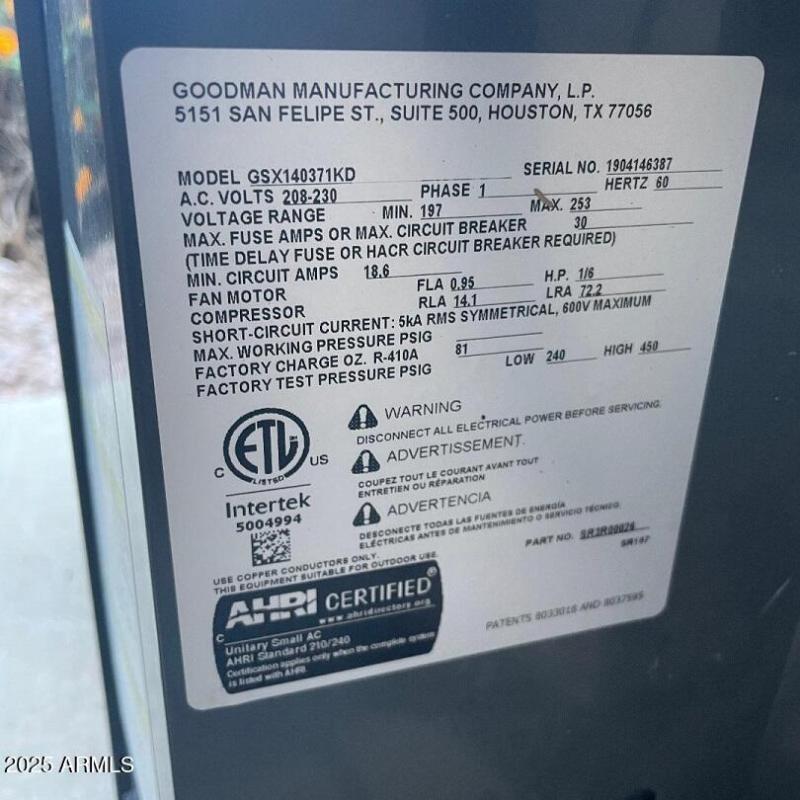 GOODMAN MANUFACTURING COMPANY, L.P.
5151 SAN FELIPE ST., SUITE 500, HOUSTON, TX 77056
MODEL GSX140371KD SERIAL NO. 1904146387
A.C. VOLTS 208-230 PHASE 1 HERTZ 60
VOLTAGE RANGE MIN. 197 MAX. 253
MAX. FUSE AMPS OR MAX. CIRCUIT BREAKER 30
(TIME DELAY FUSE OR HACR CIRCUIT BREAKER REQUIRED)
MIN. CIRCUIT AMPS 18.6
FAN MOTOR FLA 0.95 H.P. 1/6
COMPRESSOR RLA 14.1 LRA 72.2
SHORT-CIRCUIT CURRENT: 5kA RMS SYMMETRICAL, 600V MAXIMUM
MAX. WORKING PRESSURE PSIG
FACTORY CHARGE OZ. R-410A 81
FACTORY TEST PRESSURE PSIG LOW 240 HIGH 450
WARNING
DISCONNECT ALL ELECTRICAL POWER BEFORE SERVICING.
ADVERTISSEMENT.
COUPEZ TOUT LE COURANT AVANT TOUT
ENTRETIEN OU RÉPARATION
ADVERTENCIA
DESCONECTE TODAS LAS FUENTES DE ENERGÍA
ELÉCTRICAS ANTES DE MANTENIMIENTO O SERVICIO TÉCNICO.
C ETL US
LISTED
Intertek
5004994
PART NO. SR3R00026
SR197
USE COPPER CONDUCTORS ONLY.
THIS EQUIPMENT SUITABLE FOR OUTDOOR USE.
AHRI CERTIFIED®
www.ahridirectory.org
C
Unitary Small AC
AHRI Standard 210/240
Certification applies only when the complete system
is listed with AHRI.
PATENTS 8033018 AND 8037595
2025 ARMLS